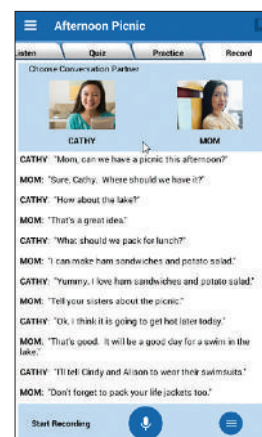 Afternoon Picnic
Listen Quiz Practice Record
Choose Conversation Partner
CATHY MOM
CATHY: "Mom, can we have a picnic this afternoon?"
MOM: "Sure, Cathy. Where should we have it?"
CATHY: "How about the lake?"
MOM: "That's a great idea."
CATHY: "What should we pack for lunch?"
MOM: "I can make ham sandwiches and potato salad."
CATHY: "Yummy, I love ham sandwiches and potato salad."
MOM: "Tell your sisters about the picnic."
CATHY: "Ok. I think it is going to get hot later today."
MOM: "That's good. It will be a good day for a swim in the
lake."
CATHY: "I'll tell Cindy and Alison to wear their swimsuits."
MOM: "Don't forget to pack your life jackets too."
Start Recording